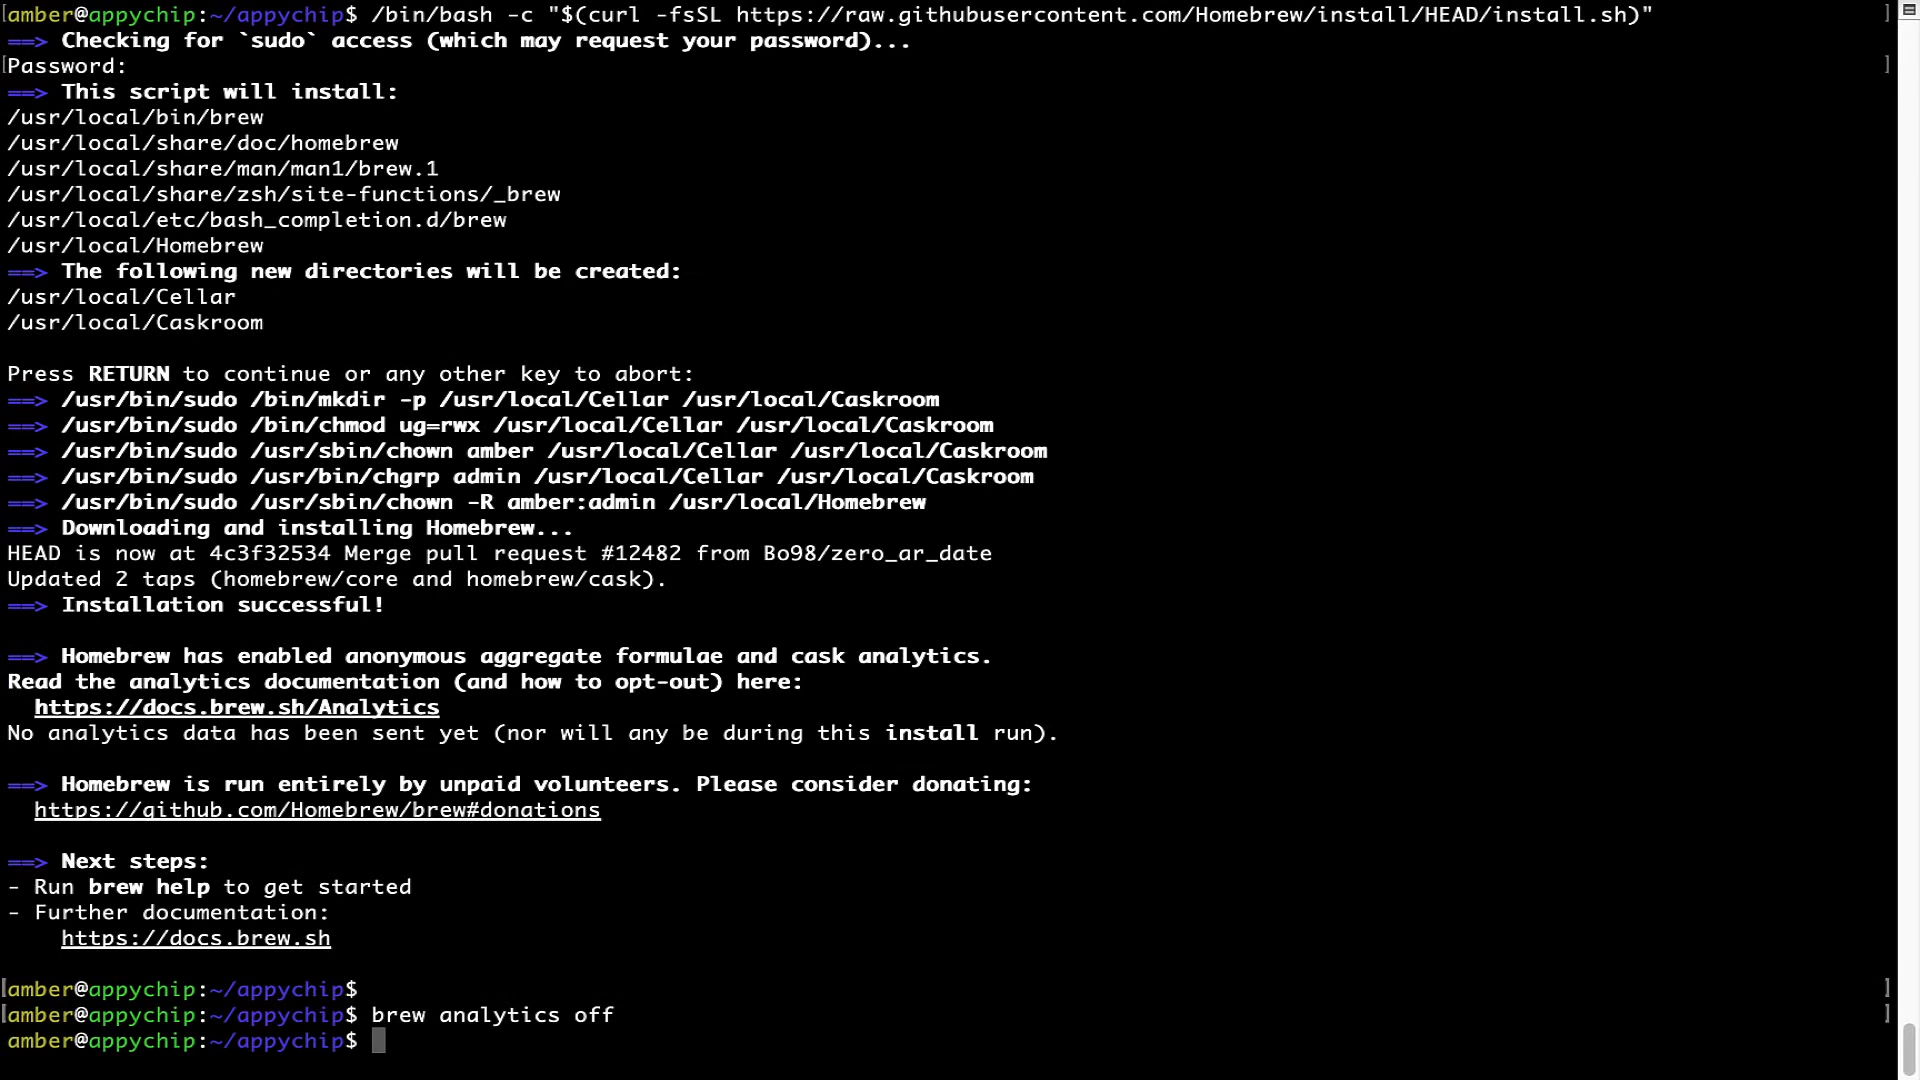 amber@appychip:~/appychip$ /bin/bash -c "$(curl -fsSL https://raw.githubusercontent.com/Homebrew/install/HEAD/install.sh)"
==> Checking for `sudo` access (which may request your password)...
Password:
==> This script will install:
/usr/local/bin/brew
/usr/local/share/doc/homebrew
/usr/local/share/man/man1/brew.1
/usr/local/share/zsh/site-functions/_brew
/usr/local/etc/bash_completion.d/brew
/usr/local/Homebrew
==> The following new directories will be created:
/usr/local/Cellar
/usr/local/Caskroom
Press RETURN to continue or any other key to abort:
==> /usr/bin/sudo /bin/mkdir -p /usr/local/Cellar /usr/local/Caskroom
==> /usr/bin/sudo /bin/chmod ug=rwx /usr/local/Cellar /usr/local/Caskroom
==> /usr/bin/sudo /usr/sbin/chown amber /usr/local/Cellar /usr/local/Caskroom
==> /usr/bin/sudo /usr/bin/chgrp admin /usr/local/Cellar /usr/local/Caskroom
==> /usr/bin/sudo /usr/sbin/chown -R amber:admin /usr/local/Homebrew
==> Downloading and installing Homebrew...
HEAD is now at 4c3f32534 Merge pull request #12482 from Bo98/zero_ar_date
Updated 2 taps (homebrew/core and homebrew/cask).
==> Installation successful!
==> Homebrew has enabled anonymous aggregate formulae and cask analytics.
Read the analytics documentation (and how to opt-out) here:
https://docs.brew.sh/Analytics
No analytics data has been sent yet (nor will any be during this install run).
==> Homebrew is run entirely by unpaid volunteers. Please consider donating:
https://github.com/Homebrew/brew#donations
==> Next steps:
- Run brew help to get started
- Further documentation:
https://docs.brew.sh
amber@appychip:~/appychip$
amber@appychip:~/appychip$ brew analytics off
amber@appychip:~/appychip$